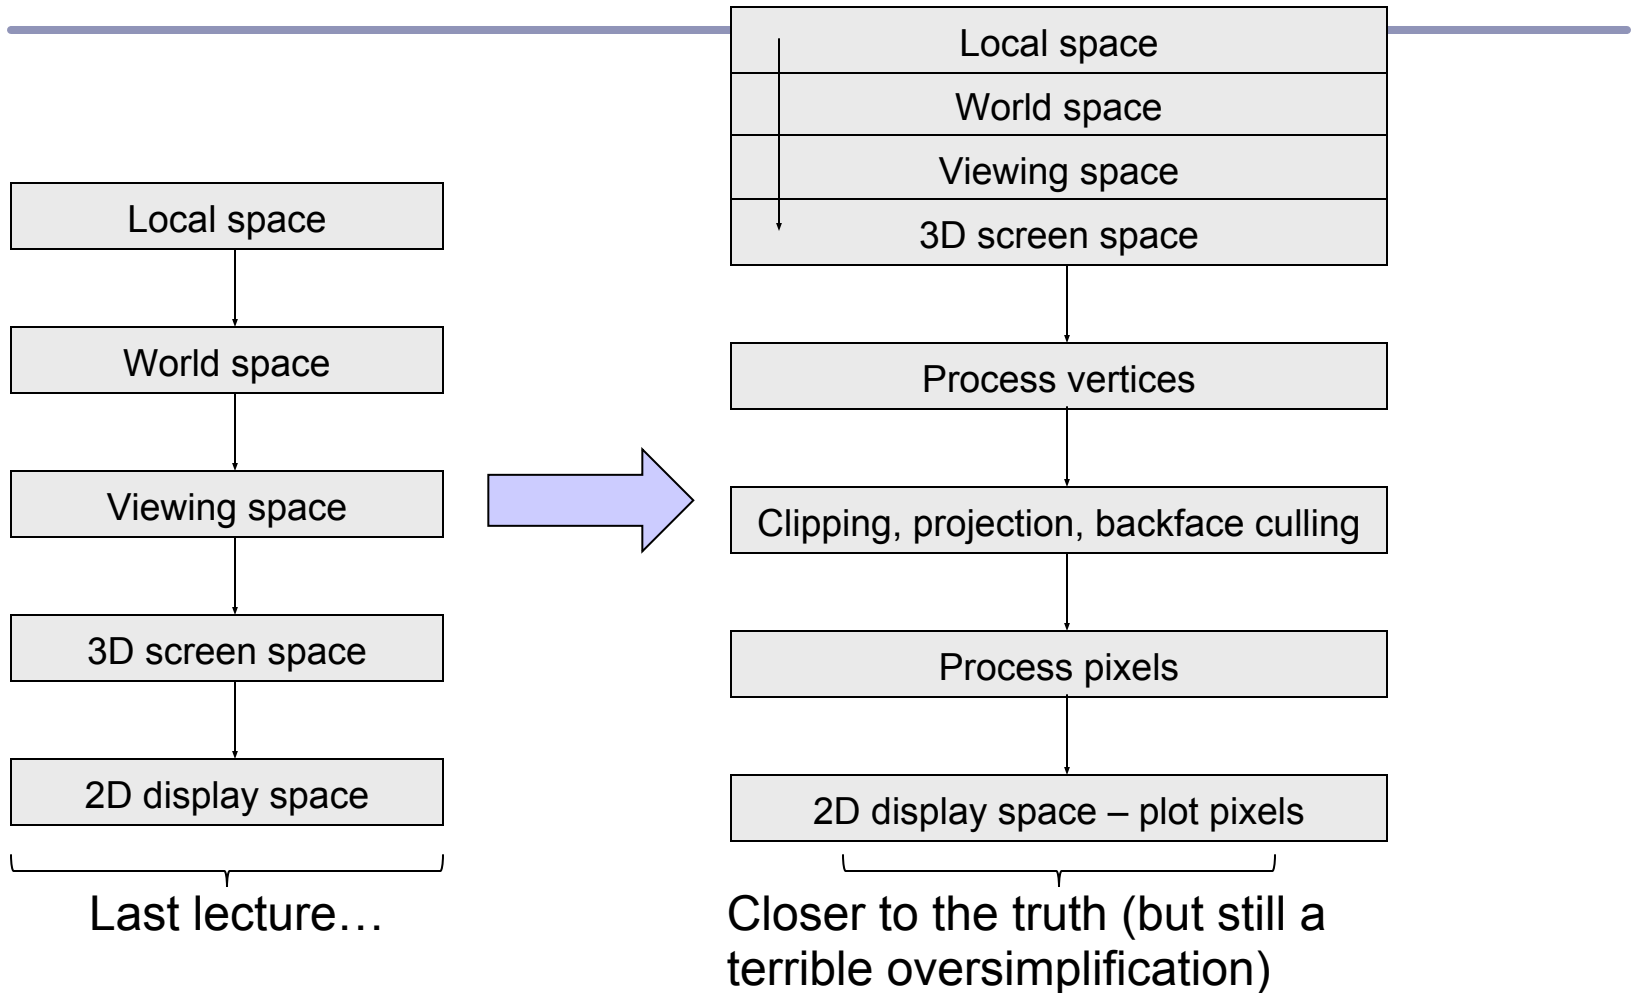 Local space
World space
Viewing space
3D screen space
2D display space
Last lecture…
Local space
World space
Viewing space
3D screen space
Process vertices
Clipping, projection, backface culling
Process pixels
2D display space – plot pixels
Closer to the truth (but still a
terrible oversimplification)